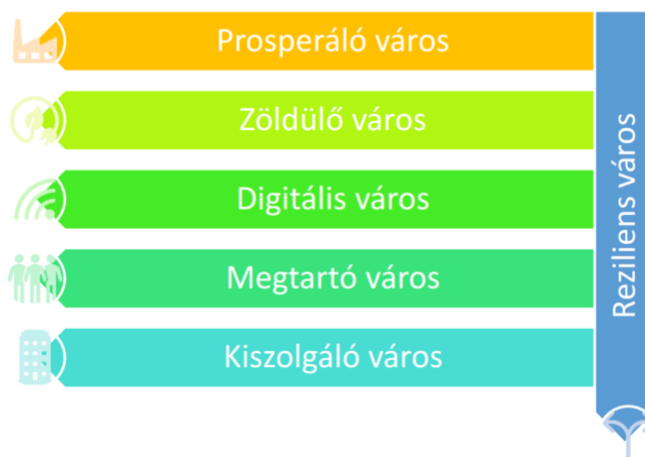 Prosperáló város
Zöldülő város
Digitális város
Megtartó város
Kiszolgáló város
Reziliens város